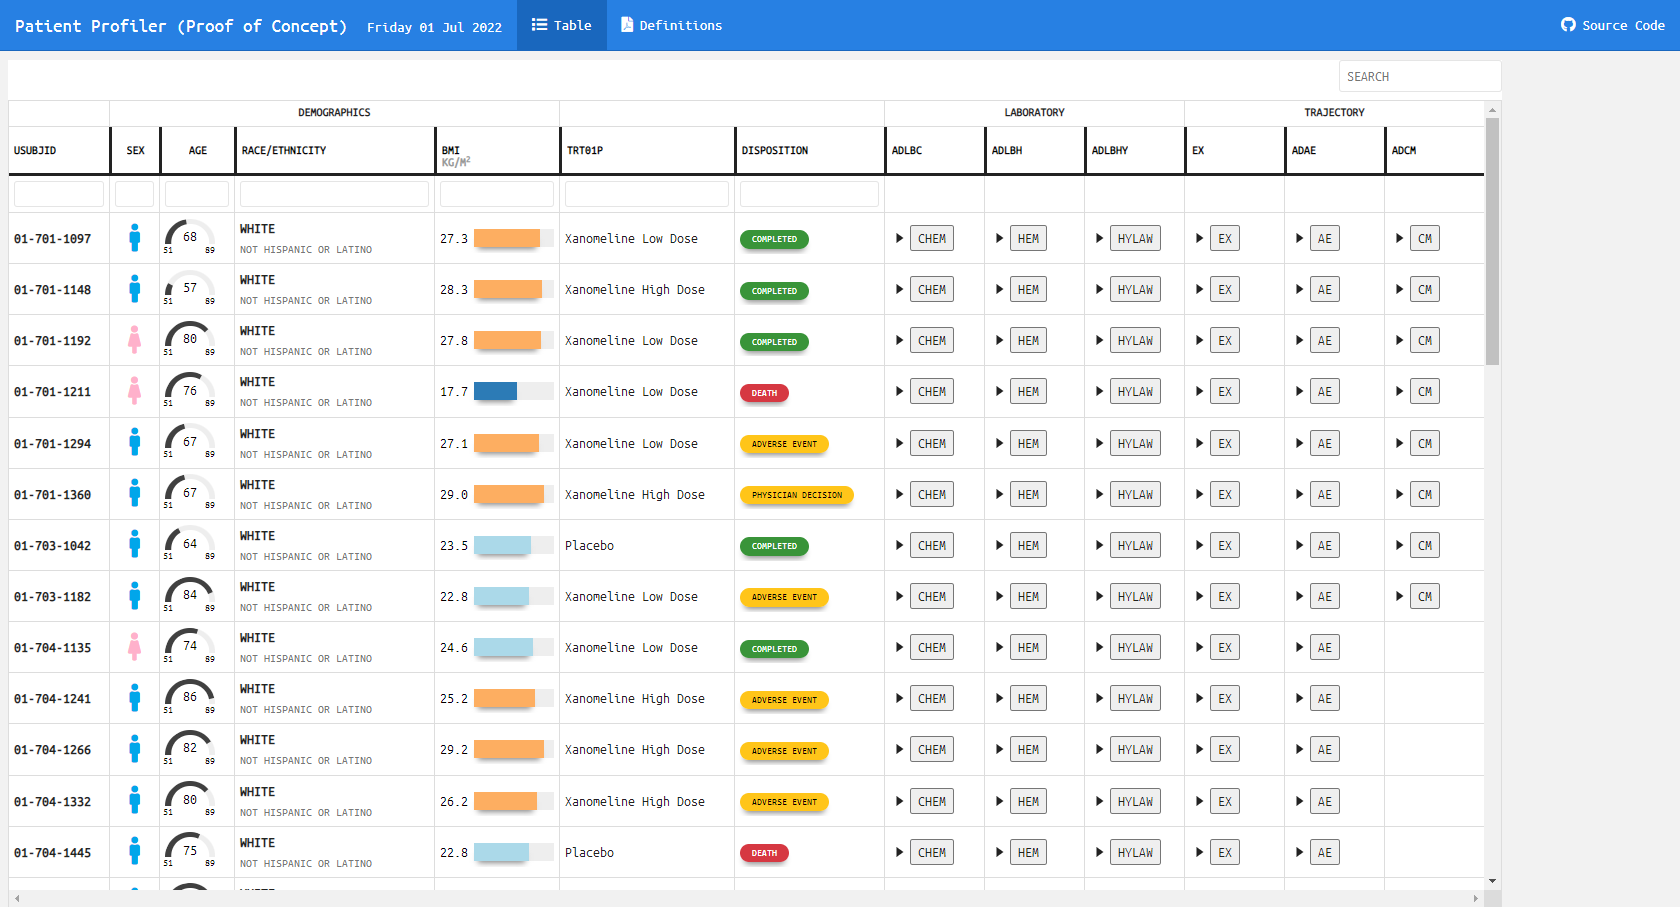 Patient Profiler (Proof of Concept) Friday 01 Jul 2022 Table Definitions Source Code
SEARCH
DEMOGRAPHICS LABORATORY TRAJECTORY
USUBJID SEX AGE RACE/ETHNICITY BMI TRT01P DISPOSITION ADLBC ADLBH ADLBHY EX ADAE ADCM
KG/M²
01-701-1097 68 51 89 WHITE NOT HISPANIC OR LATINO 27.3 Xanomeline Low Dose COMPLETED CHEM HEM HYLAW EX AE CM
01-701-1148 57 51 89 WHITE NOT HISPANIC OR LATINO 28.3 Xanomeline High Dose COMPLETED CHEM HEM HYLAW EX AE CM
01-701-1192 80 51 89 WHITE NOT HISPANIC OR LATINO 27.8 Xanomeline Low Dose COMPLETED CHEM HEM HYLAW EX AE CM
01-701-1211 76 51 89 WHITE NOT HISPANIC OR LATINO 17.7 Xanomeline Low Dose DEATH CHEM HEM HYLAW EX AE CM
01-701-1294 67 51 89 WHITE NOT HISPANIC OR LATINO 27.1 Xanomeline Low Dose ADVERSE EVENT CHEM HEM HYLAW EX AE CM
01-701-1360 67 51 89 WHITE NOT HISPANIC OR LATINO 29.0 Xanomeline High Dose PHYSICIAN DECISION CHEM HEM HYLAW EX AE CM
01-703-1042 64 51 89 WHITE NOT HISPANIC OR LATINO 23.5 Placebo COMPLETED CHEM HEM HYLAW EX AE CM
01-703-1182 84 51 89 WHITE NOT HISPANIC OR LATINO 22.8 Xanomeline Low Dose ADVERSE EVENT CHEM HEM HYLAW EX AE CM
01-704-1135 74 51 89 WHITE NOT HISPANIC OR LATINO 24.6 Xanomeline Low Dose COMPLETED CHEM HEM HYLAW EX AE
01-704-1241 86 51 89 WHITE NOT HISPANIC OR LATINO 25.2 Xanomeline High Dose ADVERSE EVENT CHEM HEM HYLAW EX AE
01-704-1266 82 51 89 WHITE NOT HISPANIC OR LATINO 29.2 Xanomeline High Dose ADVERSE EVENT CHEM HEM HYLAW EX AE
01-704-1332 80 51 89 WHITE NOT HISPANIC OR LATINO 26.2 Xanomeline High Dose ADVERSE EVENT CHEM HEM HYLAW EX AE
01-704-1445 75 51 89 WHITE NOT HISPANIC OR LATINO 22.8 Placebo DEATH CHEM HEM HYLAW EX AE